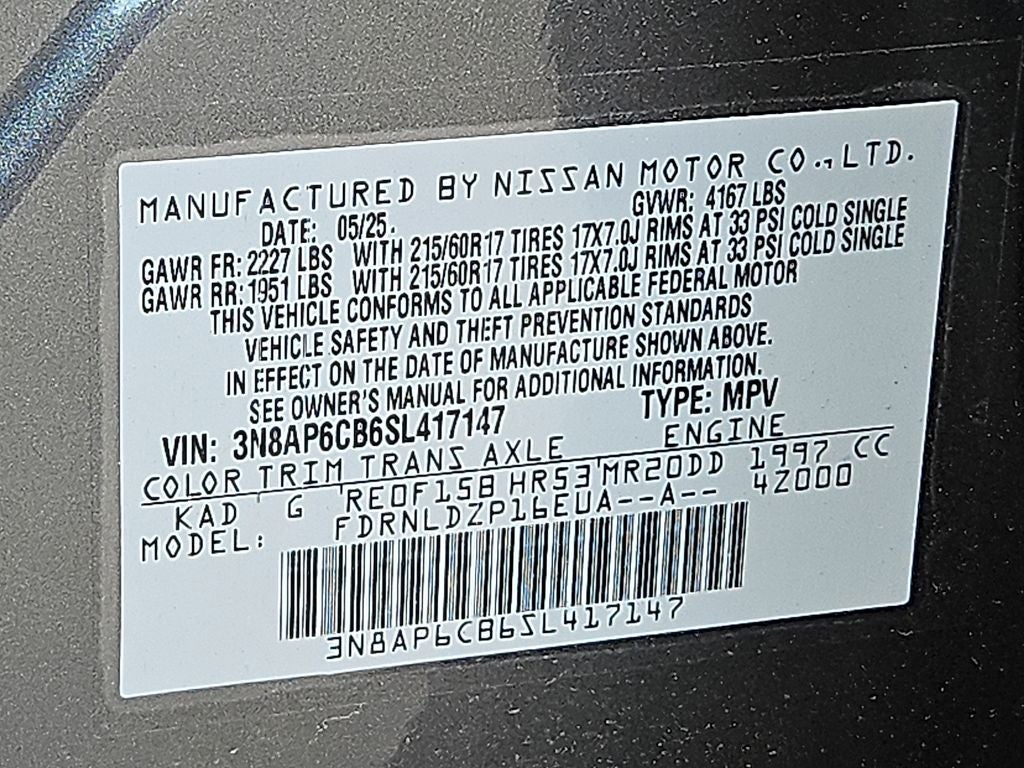 MANUFACTURED BY NISSAN MOTOR CO.,LTD.
DATE: 05/25. GVWR: 4167 LBS
GAWR FR: 2227 LBS WITH 215/60R17 TIRES 17X7.0J RIMS AT 33 PSI COLD SINGLE
GAWR RR: 1951 LBS WITH 215/60R17 TIRES 17X7.0J RIMS AT 33 PSI COLD SINGLE
THIS VEHICLE CONFORMS TO ALL APPLICABLE FEDERAL MOTOR
VEHICLE SAFETY AND THEFT PREVENTION STANDARDS
IN EFFECT ON THE DATE OF MANUFACTURE SHOWN ABOVE.
SEE OWNER'S MANUAL FOR ADDITIONAL INFORMATION.
VIN: 3N8AP6CB6SL417147 TYPE: MPV
COLOR TRIM TRANS AXLE ENGINE
KAD G RE0F15B HR53 MR20DD 1997 CC
MODEL: FDRNLDZP16EUA--A-- 42000
3N8AP6CB6SL417147